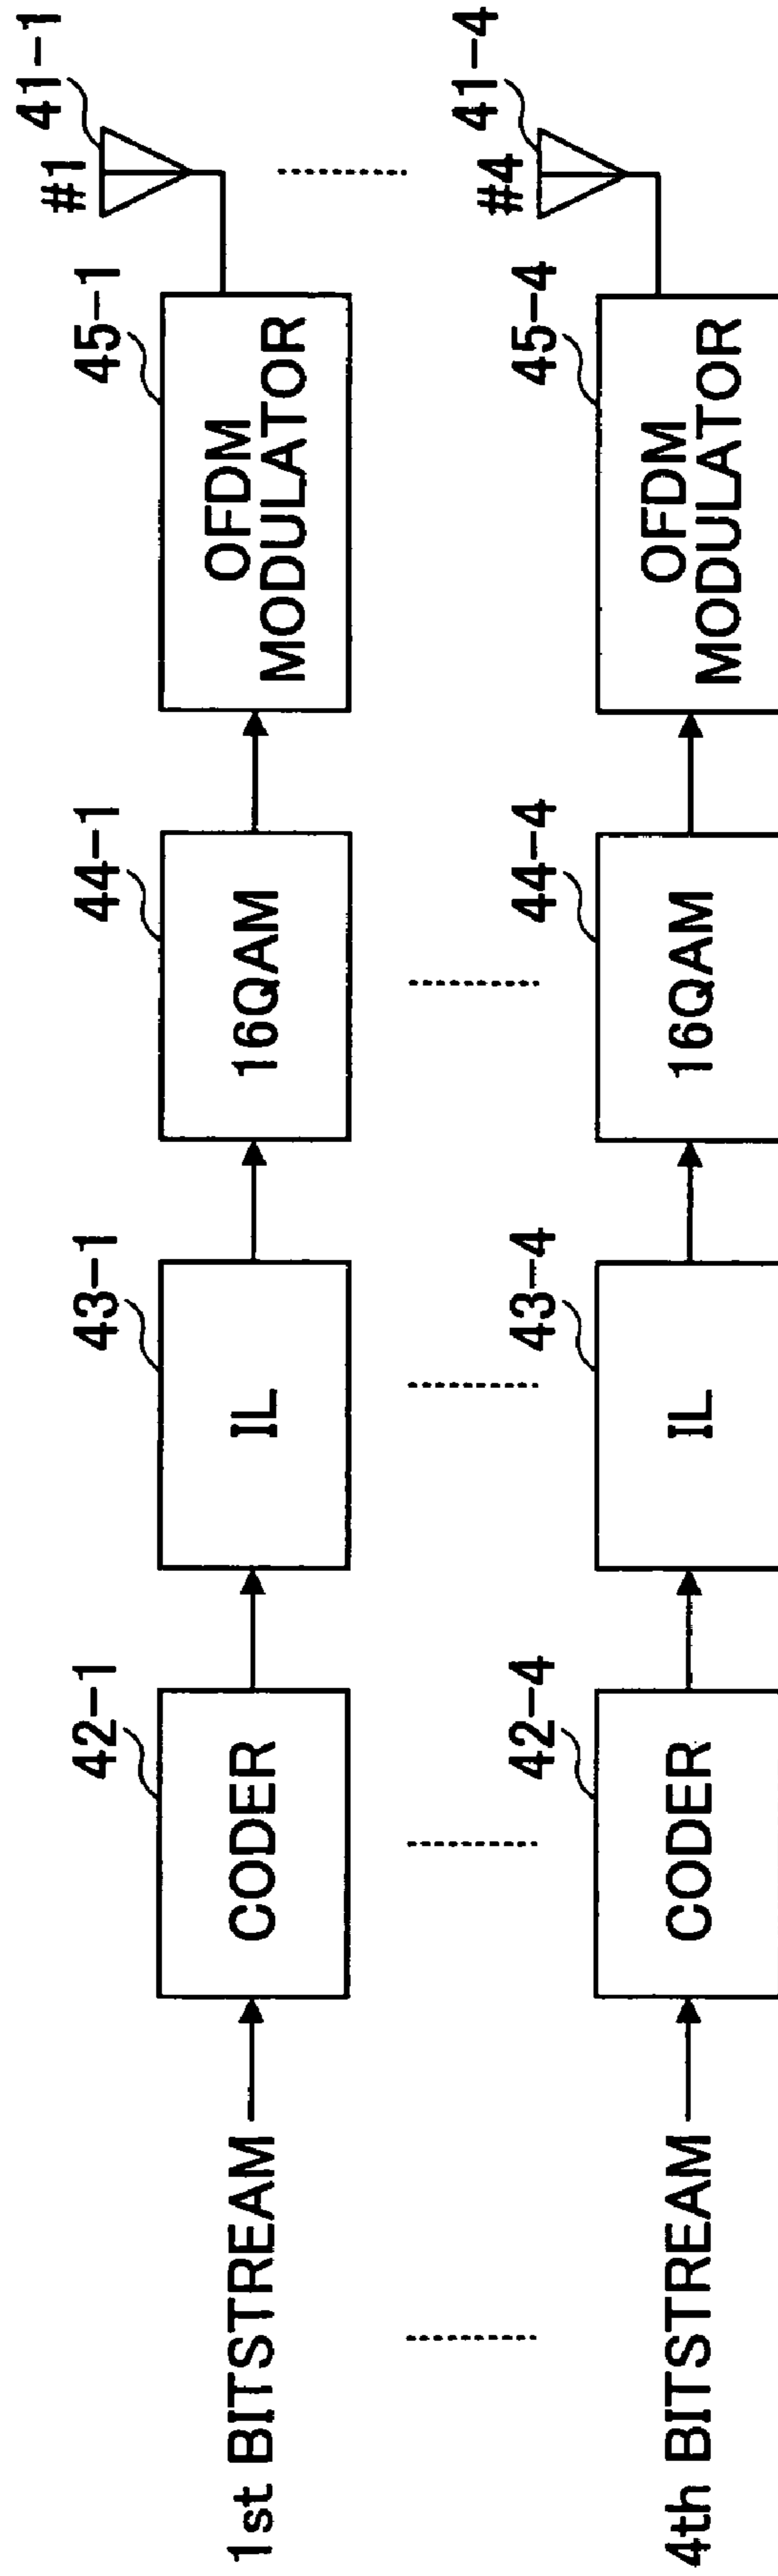 41-1
#1
45-1
44-1
43-1
42-1
1st BITSTREAM
CODER
IL
16QAM
OFDM
MODULATOR
41-4
#4
45-4
44-4
43-4
42-4
4th BITSTREAM
CODER
IL
16QAM
OFDM
MODULATOR